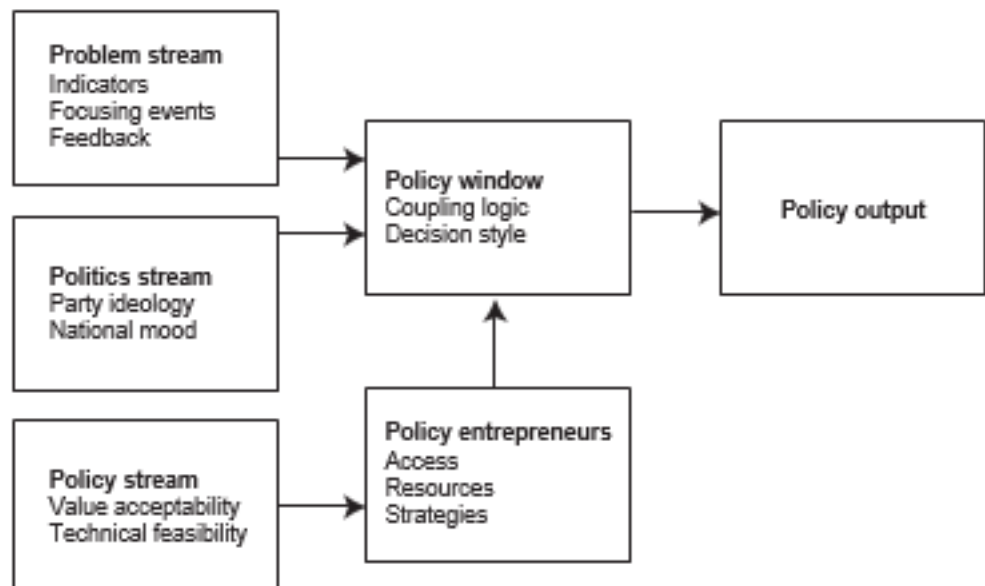 Problem stream
Indicators
Focusing events
Feedback
Politics stream
Party ideology
National mood
Policy stream
Value acceptability
Technical feasibility
Policy window
Coupling logic
Decision style
Policy entrepreneurs
Access
Resources
Strategies
Policy output